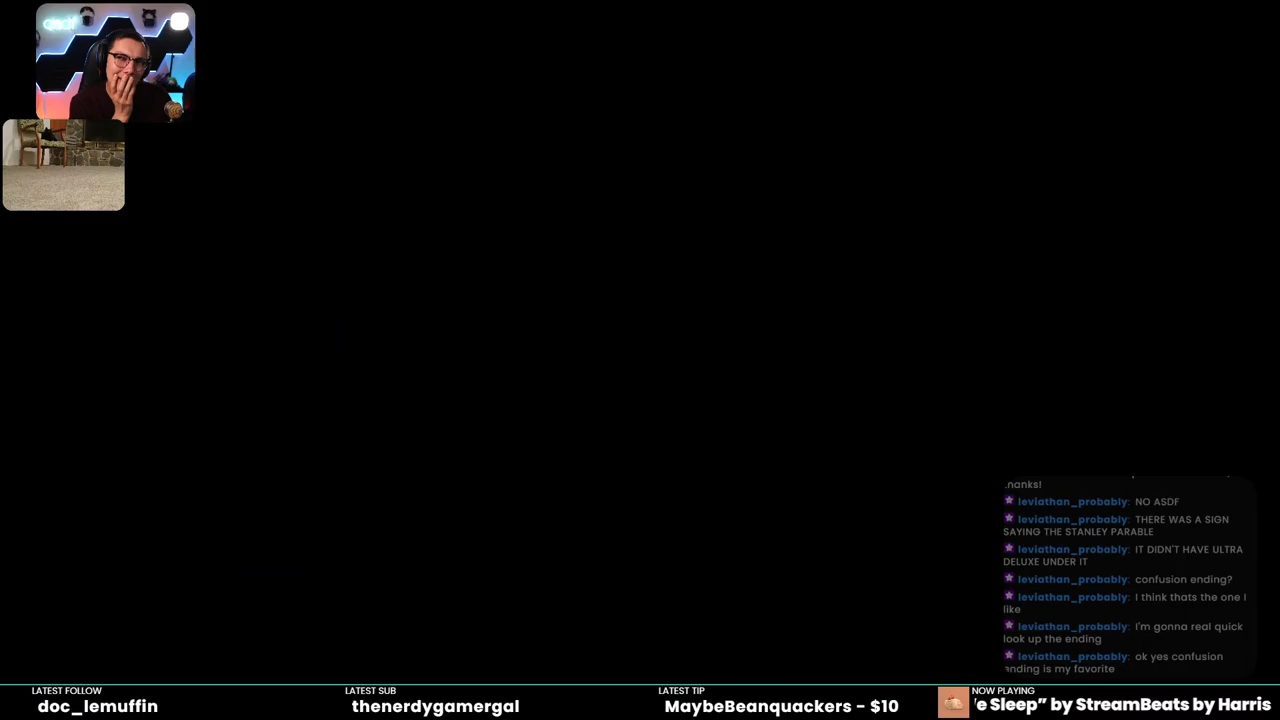 asdf
leviathan_probably: NO ASDF
leviathan_probably: THERE WAS A SIGN
SAYING THE STANLEY PARABLE
leviathan_probably: IT DIDN'T HAVE ULTRA
DELUXE UNDER IT
leviathan_probably: confusion ending?
leviathan_probably: I think thats the one I
like
leviathan_probably: I'm gonna real quick
look up the ending
leviathan_probably: ok yes confusion
ending is my favorite
LATEST FOLLOW
doc_lemuffin
LATEST SUB
thenerdygamergal
LATEST TIP
MaybeBeanquackers - $10
NOW PLAYING
Sleep” by StreamBeats by Harris